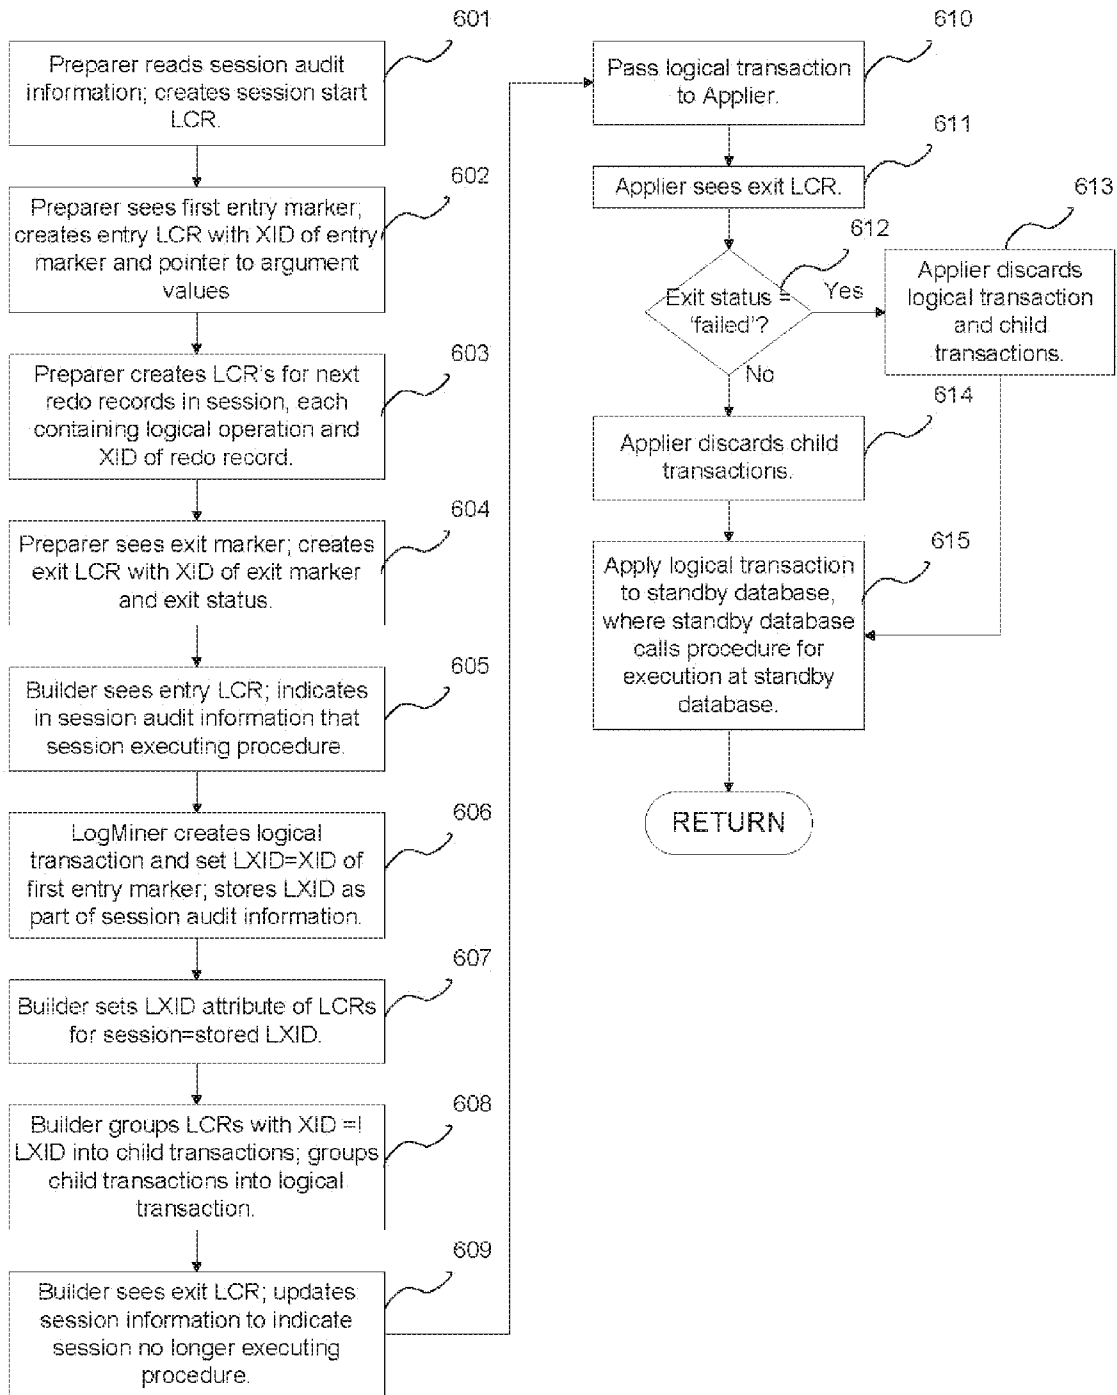 601
Preparer reads session audit
information; creates session start
LCR.
602
Preparer sees first entry marker;
creates entry LCR with XID of entry
marker and pointer to argument
values
603
Preparer creates LCR's for next
redo records in session, each
containing logical operation and
XID of redo record.
604
Preparer sees exit marker; creates
exit LCR with XID of exit marker
and exit status.
605
Builder sees entry LCR; indicates
in session audit information that
session executing procedure.
606
LogMiner creates logical
transaction and set LXID=XID of
first entry marker; stores LXID as
part of session audit information.
607
Builder sets LXID attribute of LCRs
for session=stored LXID.
608
Builder groups LCRs with XID =!
LXID into child transactions; groups
child transactions into logical
transaction.
609
Builder sees exit LCR; updates
session information to indicate
session no longer executing
procedure.
610
Pass logical transaction
to Applier.
611
Applier sees exit LCR.
612
Exit status =
'failed'?
Yes
No
613
Applier discards
logical transaction
and child
transactions.
614
Applier discards child
transactions.
615
Apply logical transaction
to standby database,
where standby database
calls procedure for
execution at standby
database.
RETURN